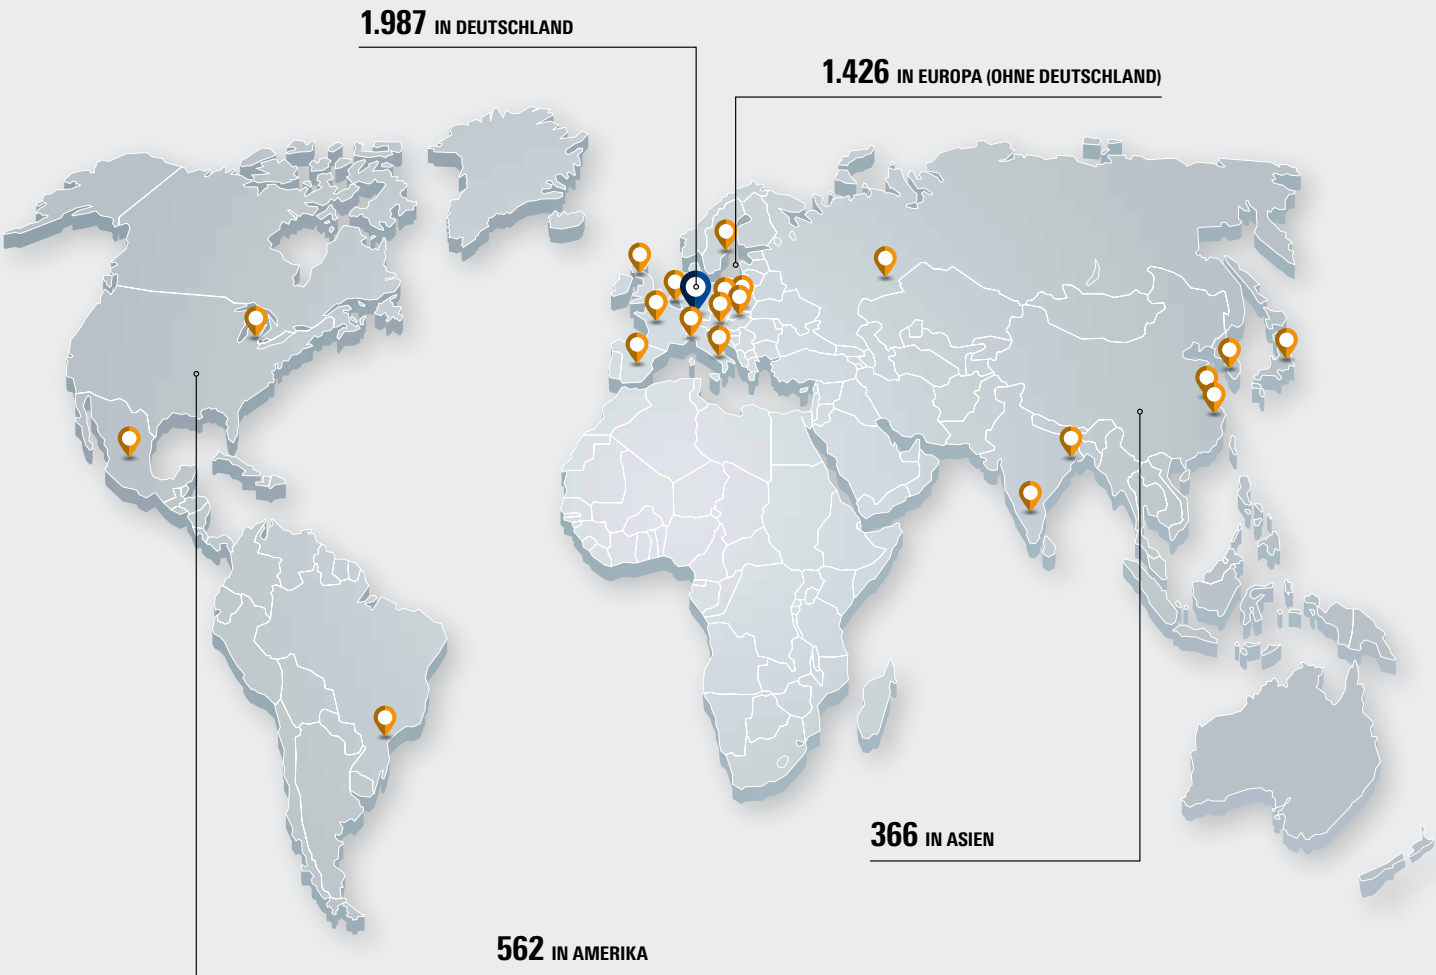 1.987 IN DEUTSCHLAND
1.426 IN EUROPA (OHNE DEUTSCHLAND)
366 IN ASIEN
562 IN AMERIKA